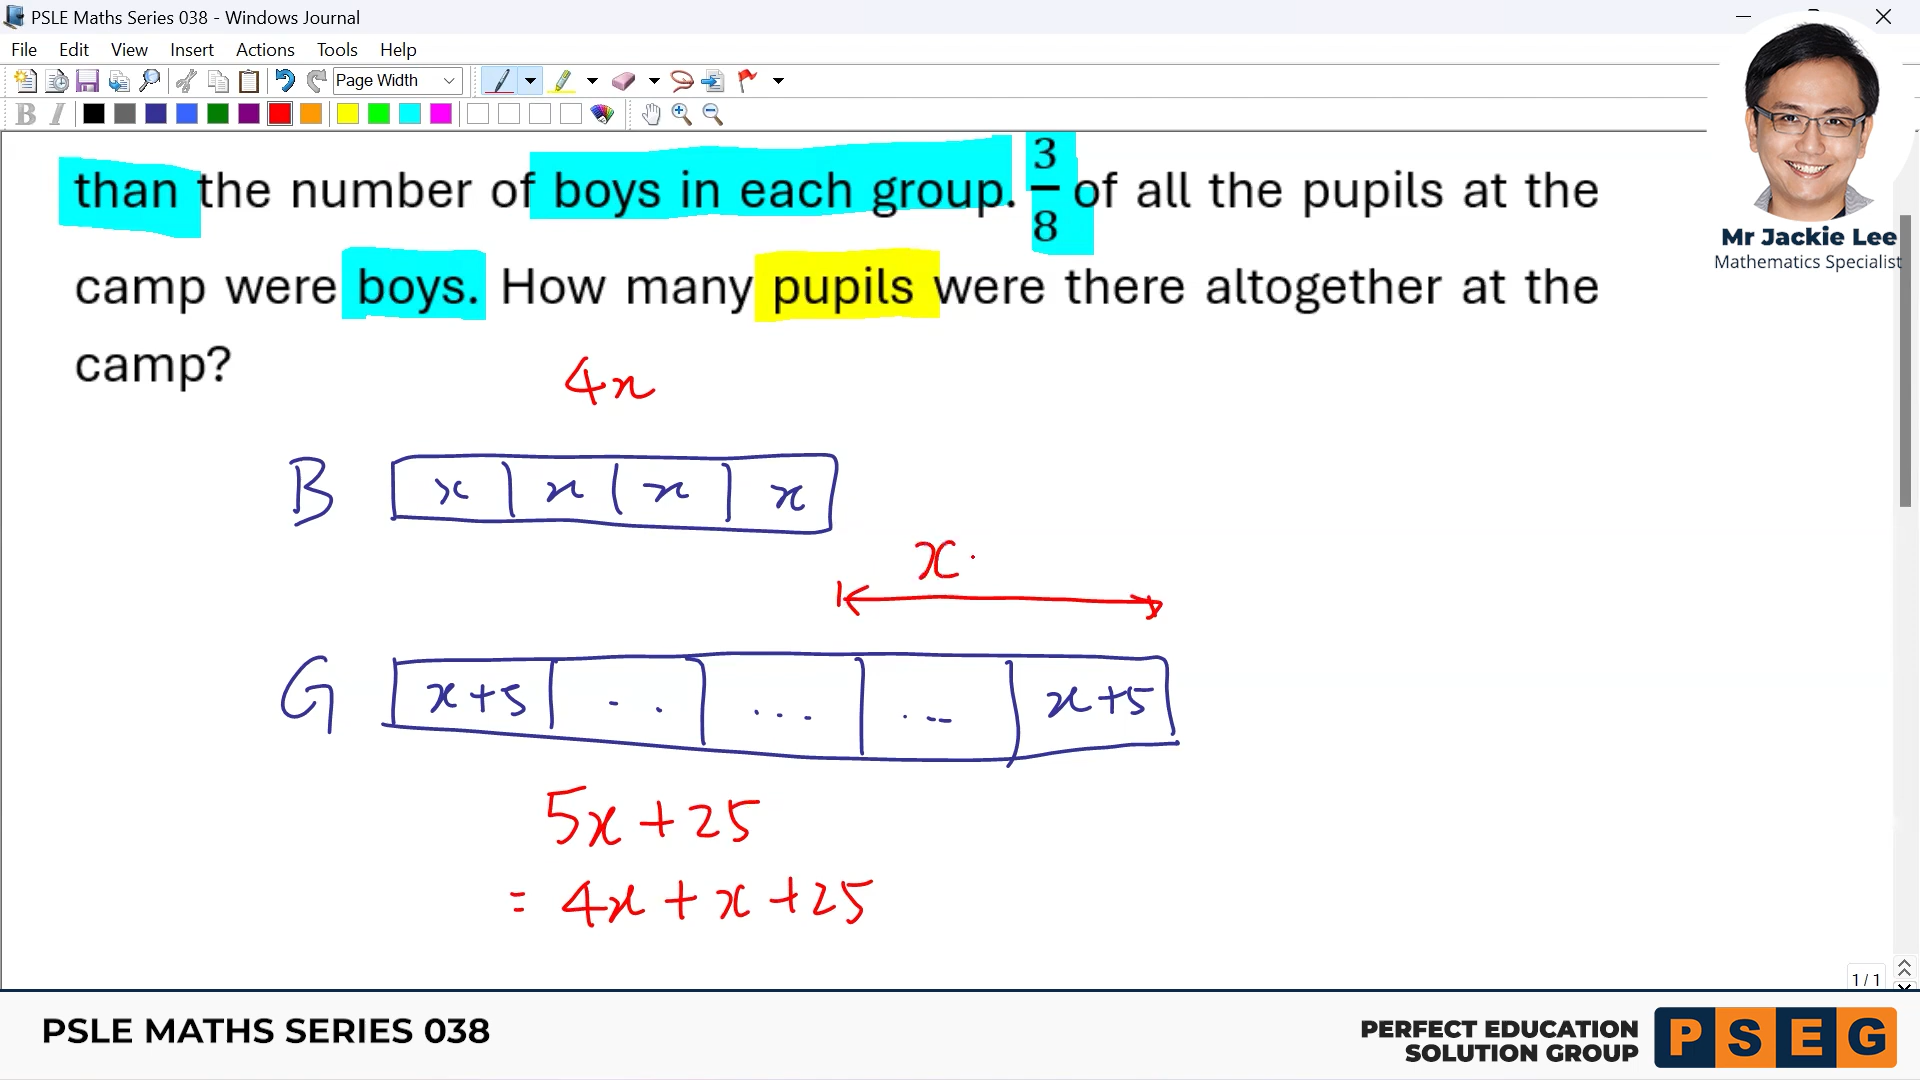 PSLE Maths Series 038 - Windows Journal
File Edit View Insert Actions Tools Help
Page Width
B I
than the number of boys in each group. 3/8 of all the pupils at the
camp were boys. How many pupils were there altogether at the
camp?
Mr Jackie Lee
Mathematics Specialist
4x
B x x x x
x
G x+5 .. ... ... x+5
5x+25
= 4x+x+25
1 / 1
PSLE MATHS SERIES 038
PERFECT EDUCATION
SOLUTION GROUP
PSEG